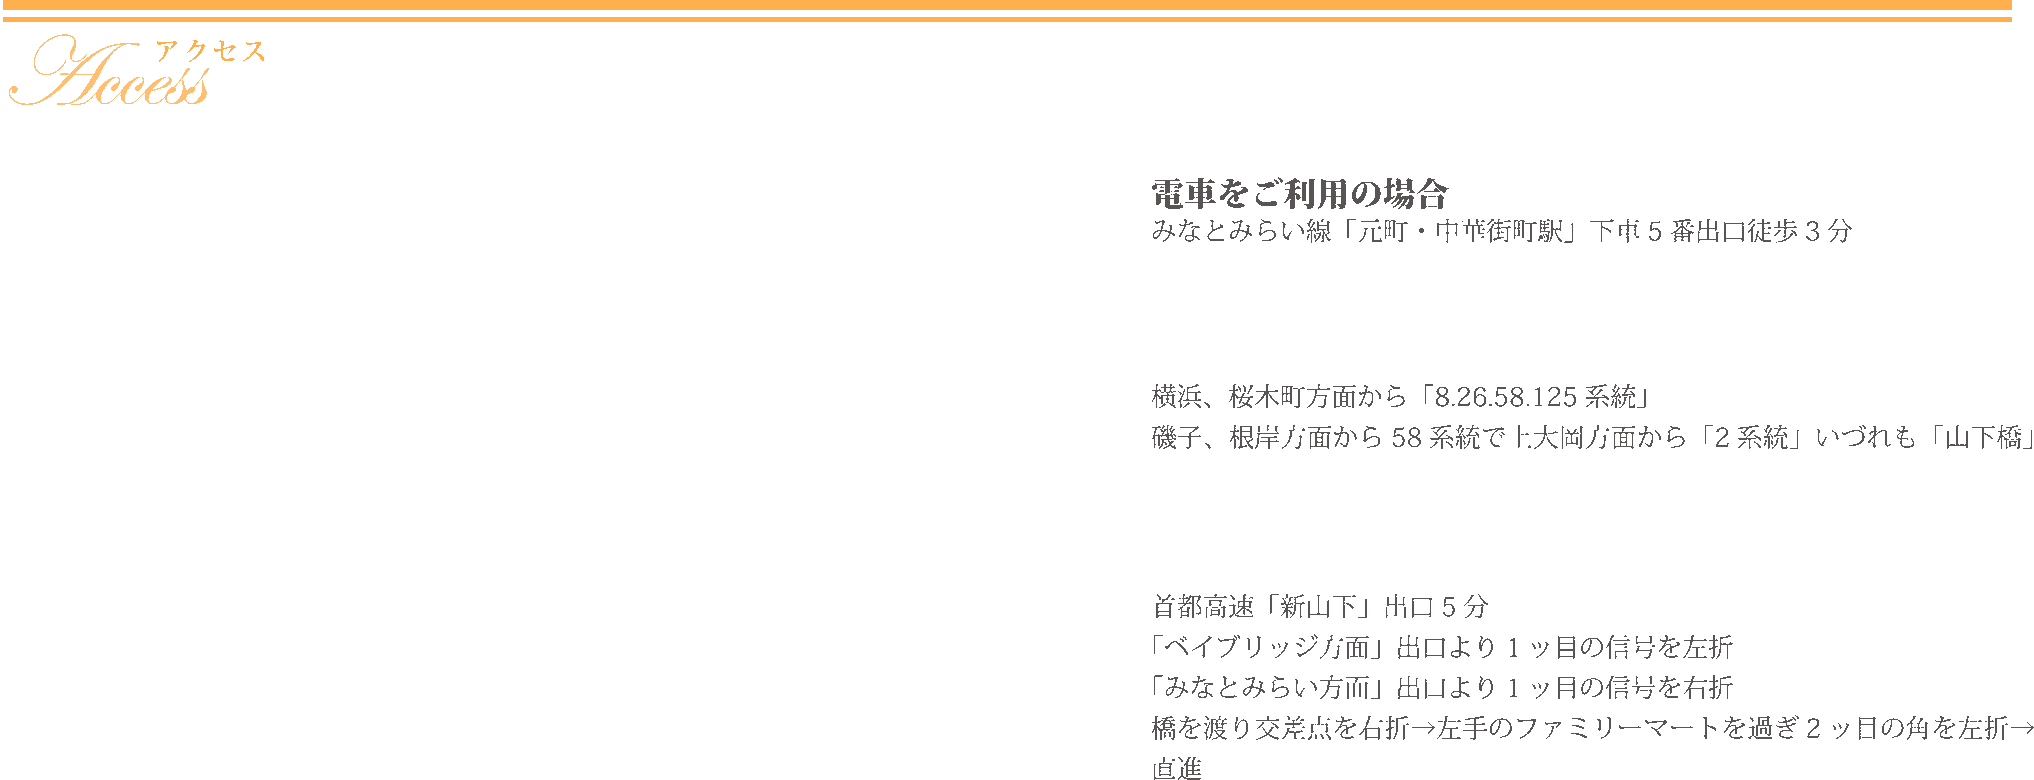 アクセス
Access
電車をご利用の場合
みなとみらい線「元町・中華街町駅」下車 5 番出口徒歩 3 分
横浜、桜木町方面から「8.26.58.125 系統」
磯子、根岸方面から 58 系統で上大岡方面から「2 系統」いづれも「山下橋」
首都高速「新山下」出口 5 分
「ベイブリッジ方面」出口より 1 ッ目の信号を左折
「みなとみらい方面」出口より 1 ッ目の信号を右折
橋を渡り交差点を右折→左手のファミリーマートを過ぎ 2 ッ目の角を左折→
直進